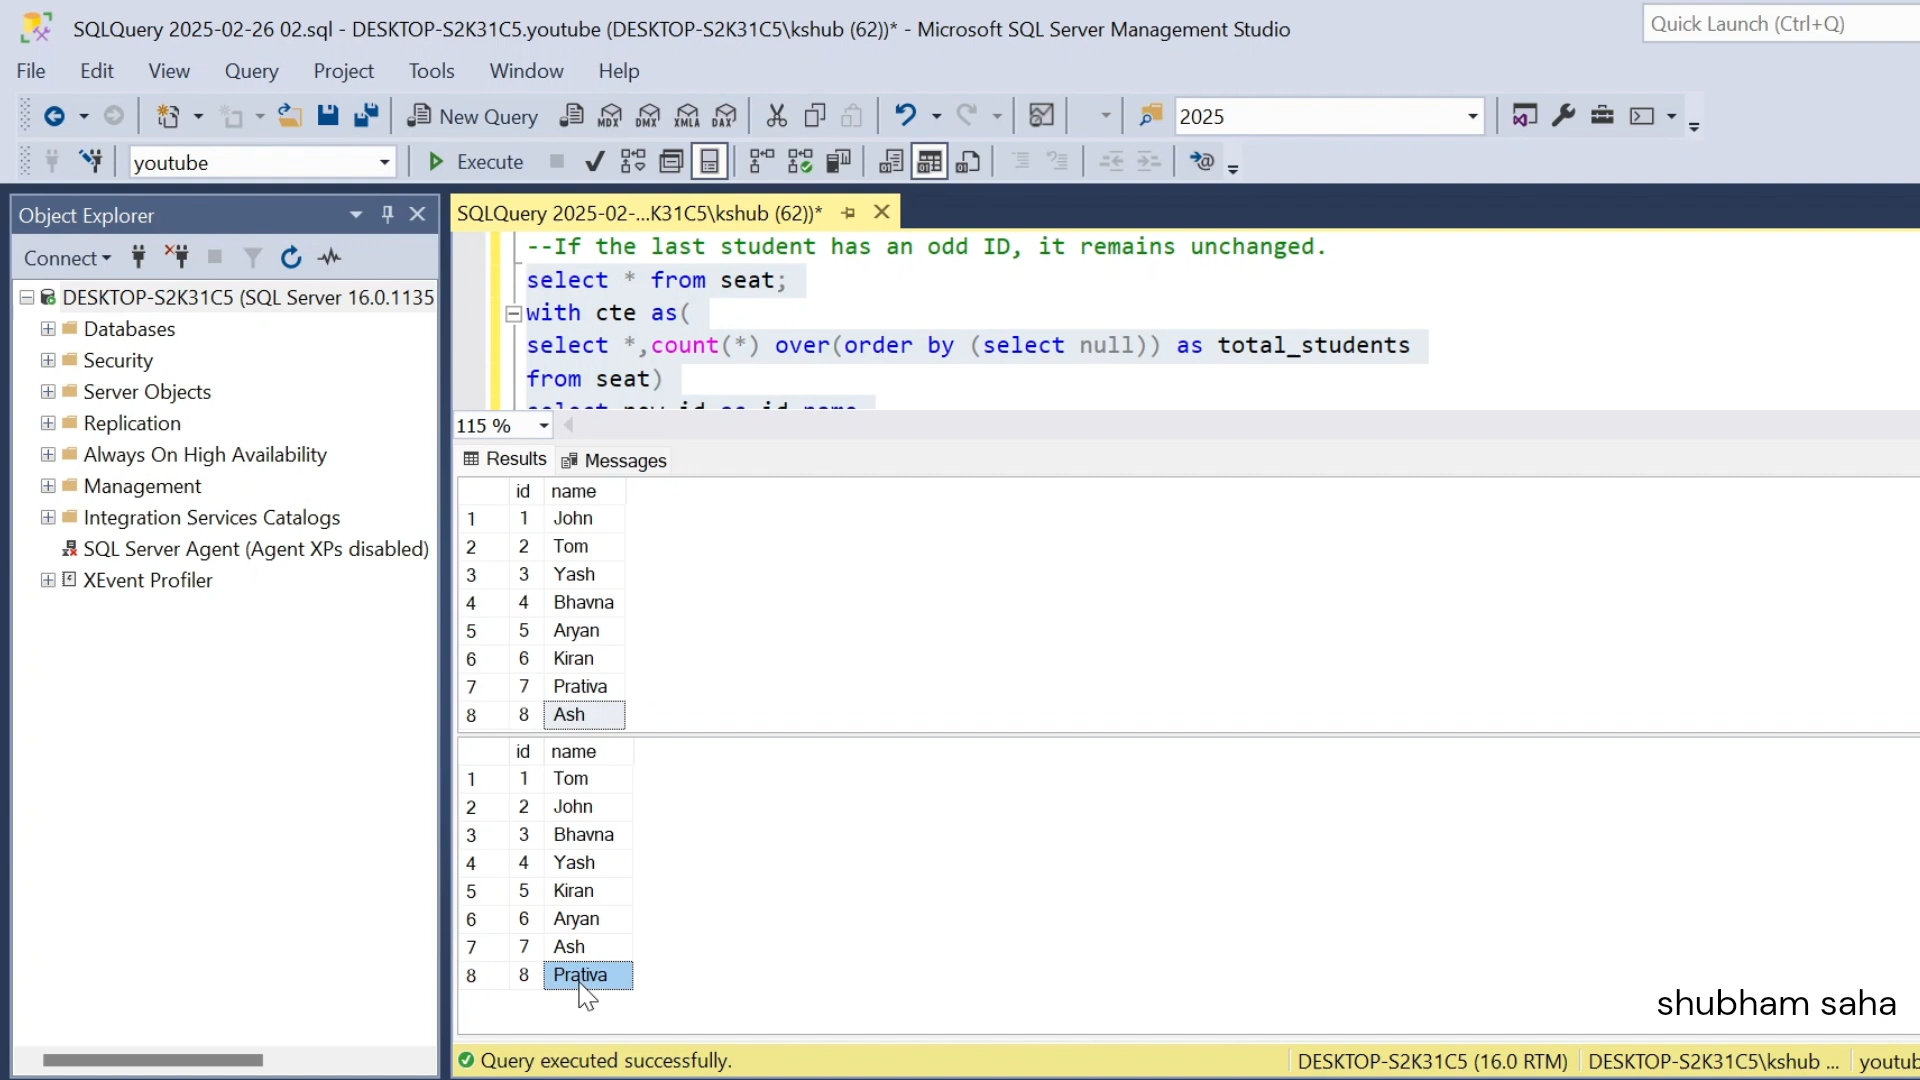 SQLQuery 2025-02-26 02.sql - DESKTOP-S2K31C5.youtube (DESKTOP-S2K31C5\kshub (62))* - Microsoft SQL Server Management Studio
Quick Launch (Ctrl+Q)
File Edit View Query Project Tools Window Help
New Query MDX DMX XMLA DAX 2025
youtube Execute
Object Explorer
Connect
DESKTOP-S2K31C5 (SQL Server 16.0.1135
Databases
Security
Server Objects
Replication
Always On High Availability
Management
Integration Services Catalogs
SQL Server Agent (Agent XPs disabled)
XEvent Profiler
SQLQuery 2025-02-...K31C5\kshub (62))*
--If the last student has an odd ID, it remains unchanged.
select * from seat;
with cte as(
select *,count(*) over(order by (select null)) as total_students
from seat)
115 %
Results Messages
id name
1 1 John
2 2 Tom
3 3 Yash
4 4 Bhavna
5 5 Aryan
6 6 Kiran
7 7 Prativa
8 8 Ash
id name
1 1 Tom
2 2 John
3 3 Bhavna
4 4 Yash
5 5 Kiran
6 6 Aryan
7 7 Ash
8 8 Prativa
shubham saha
Query executed successfully.
DESKTOP-S2K31C5 (16.0 RTM) DESKTOP-S2K31C5\kshub ... youtub